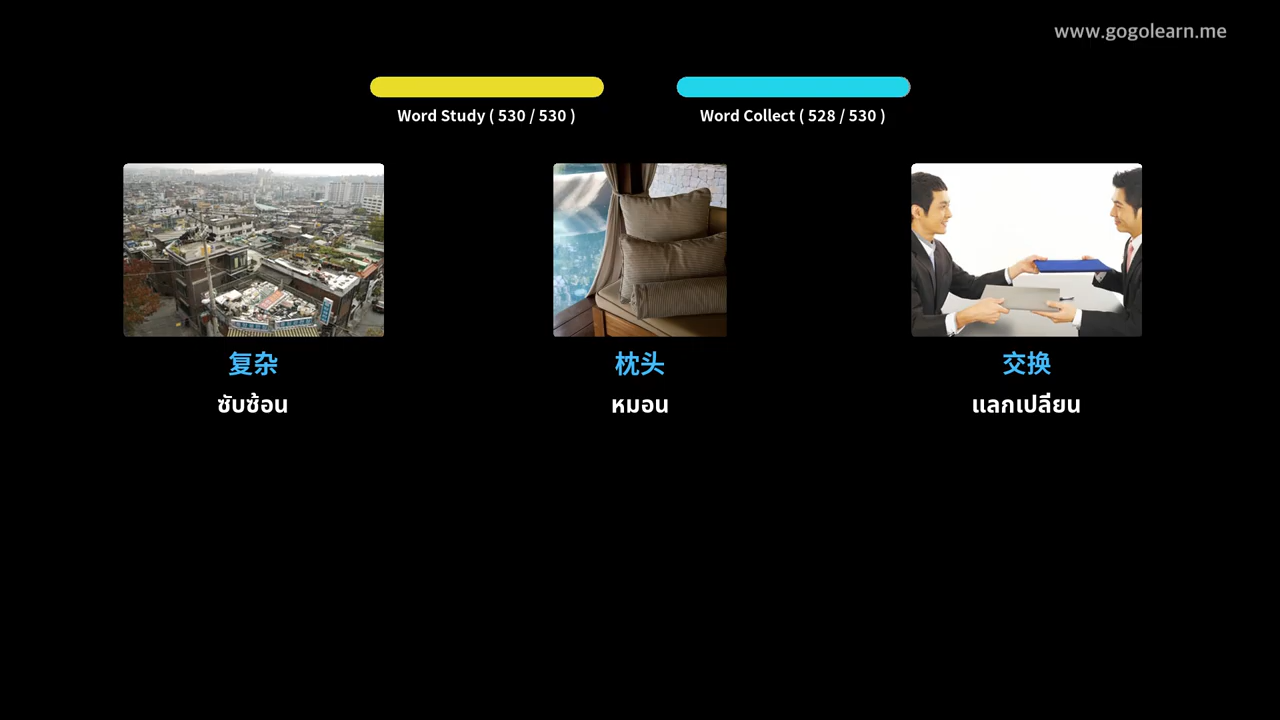 www.gogolearn.me
Word Study ( 530 / 530 )
Word Collect ( 528 / 530 )
复杂
枕头
交换
ซับซ้อน
หมอน
แลกเปลี่ยน